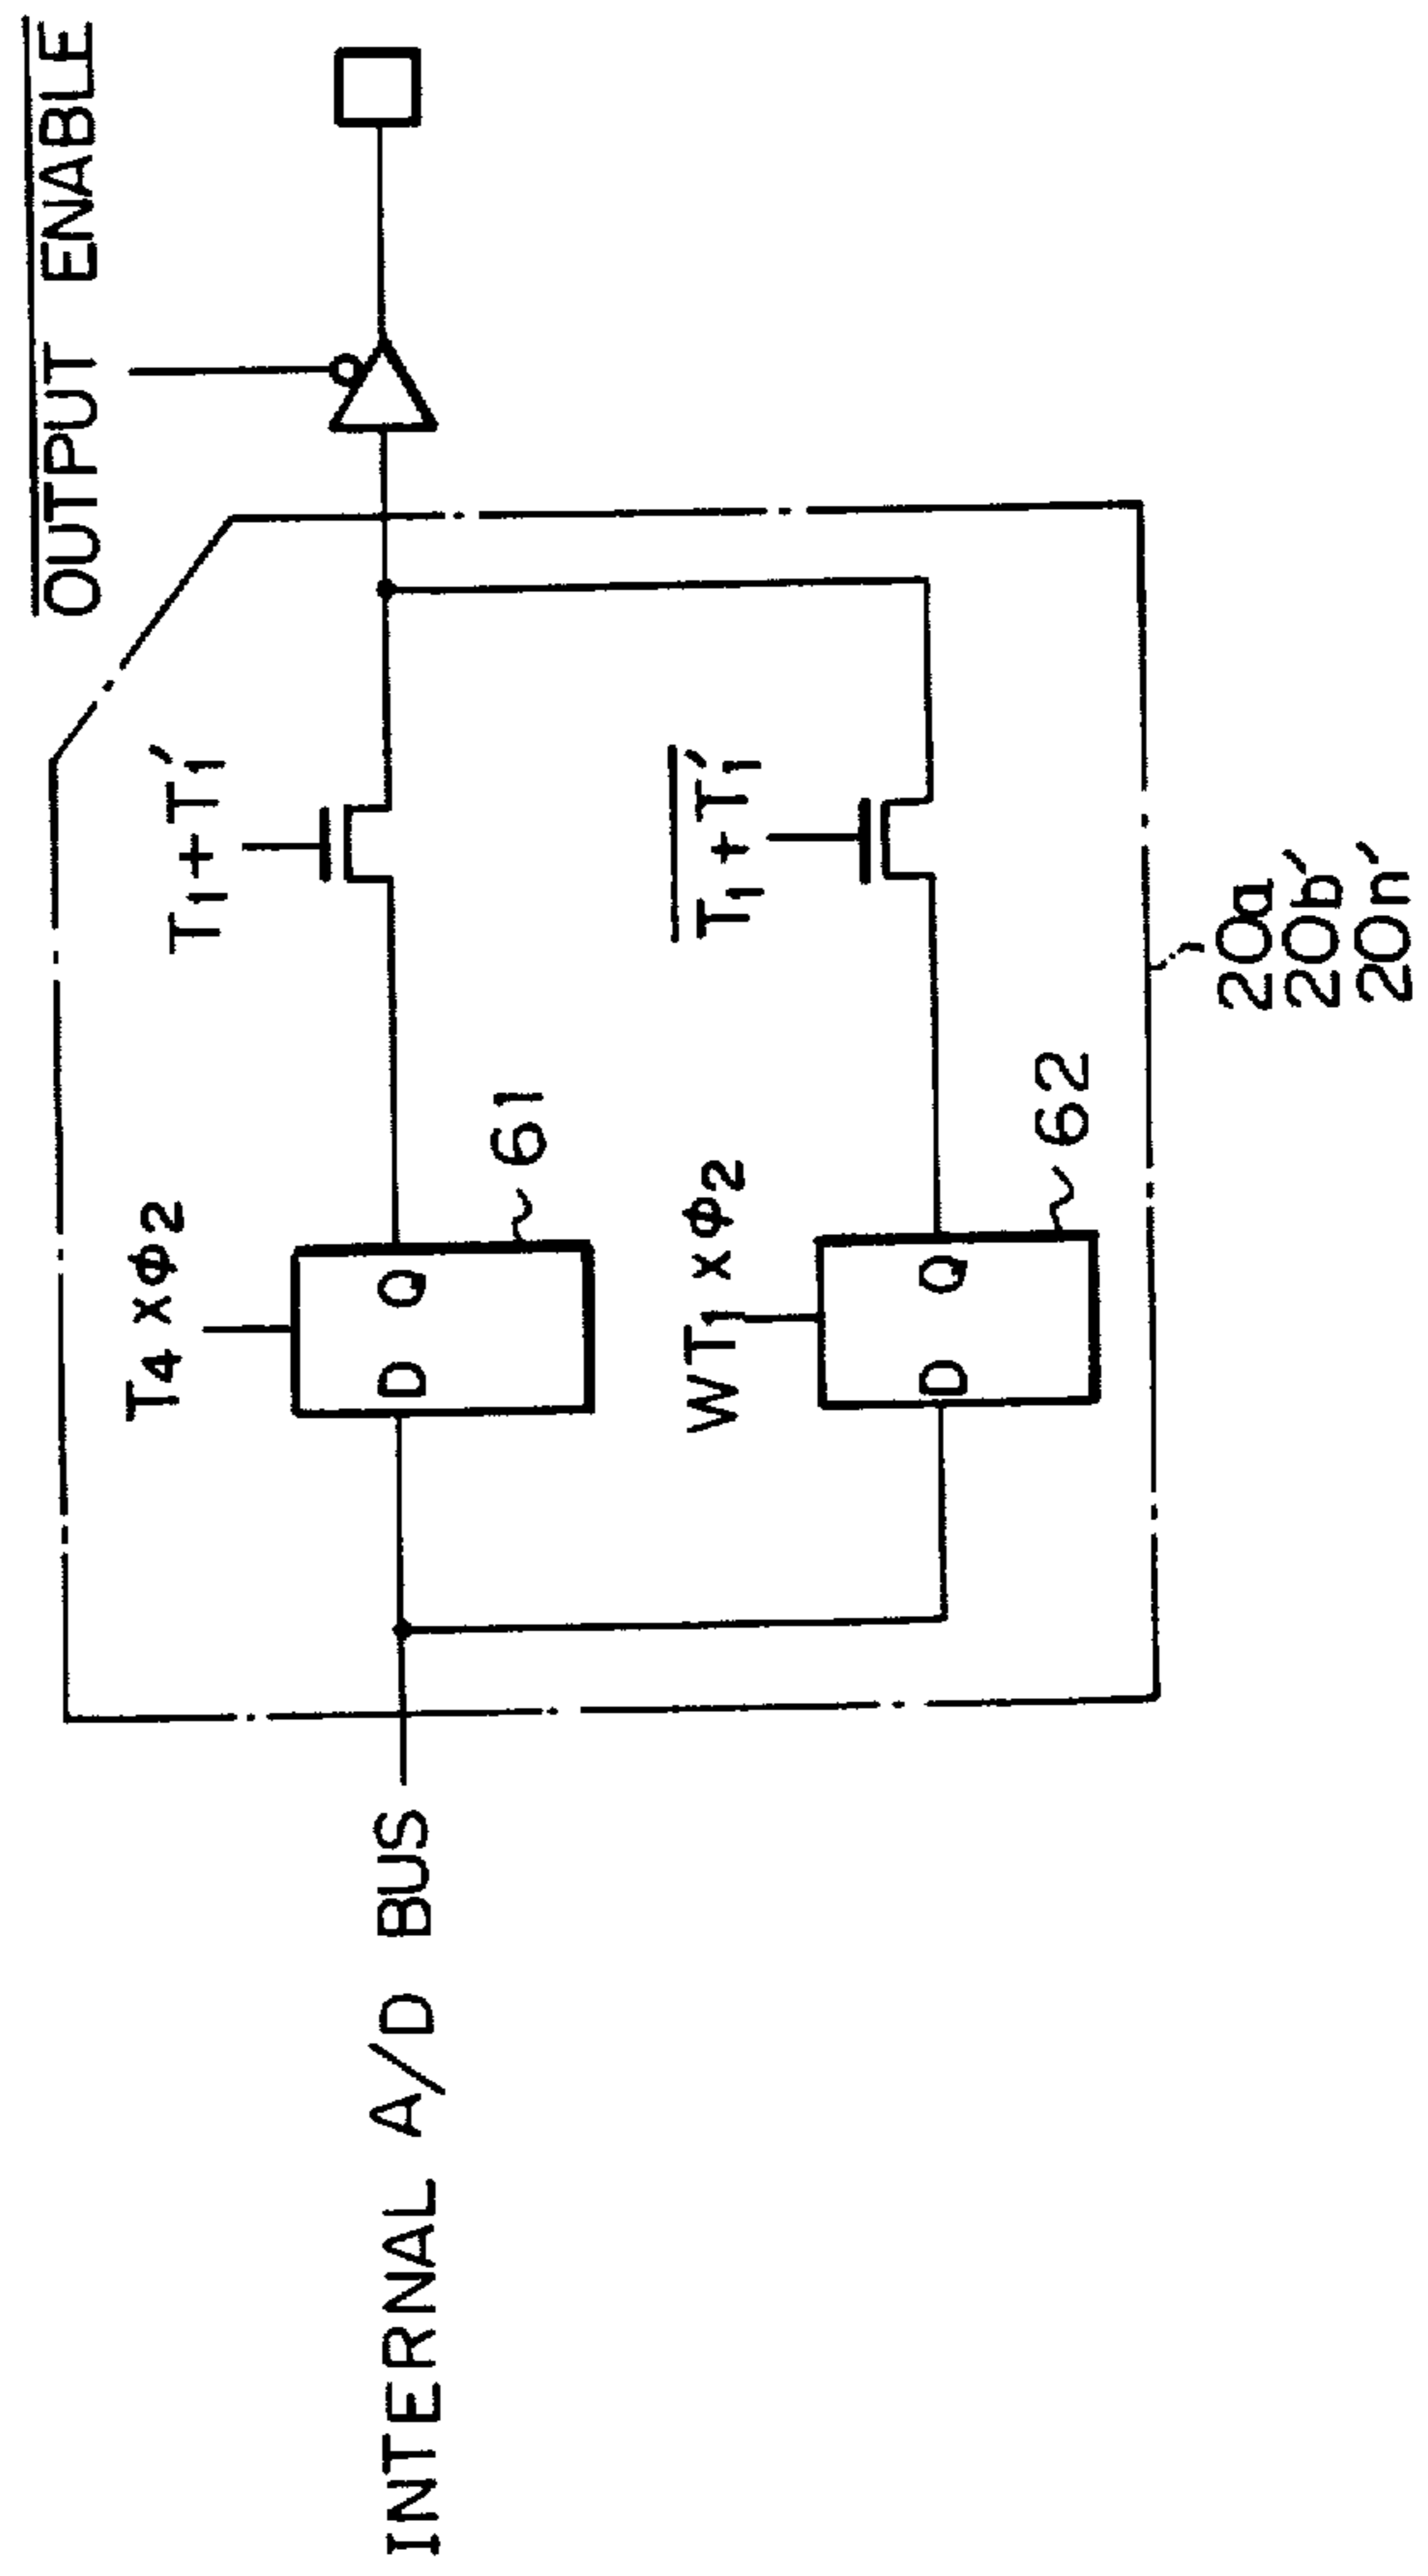 OUTPUT ENABLE
T₁ + T₁′
T₄ × φ₂
61
D Q
T₁ + T₁′
WT₁ × φ₂
62
D Q
INTERNAL A/D BUS
20a
20b′
20n′